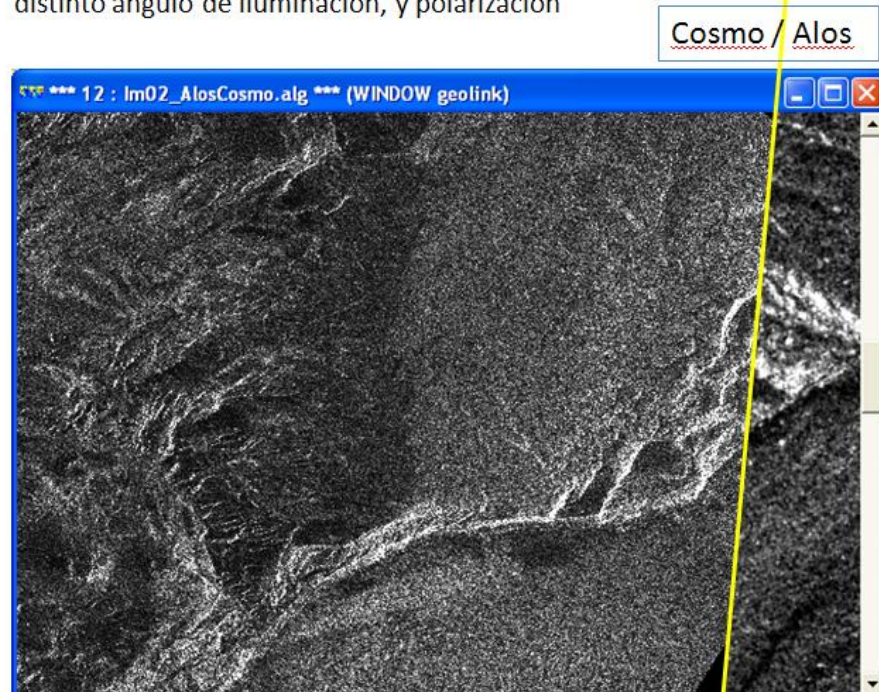 distinto ángulo de iluminación, y polarización
Cosmo / Alos
*** 12 : Im02_AlosCosmo.alg *** (WINDOW geolink)